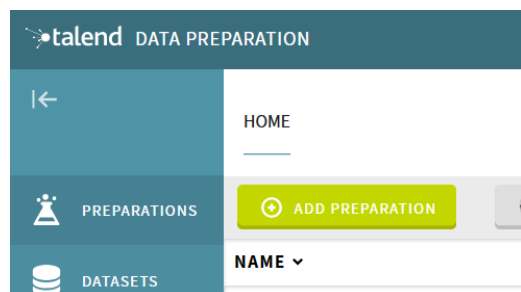 talend DATA PREPARATION
HOME
PREPARATIONS
ADD PREPARATION
NAME
DATASETS